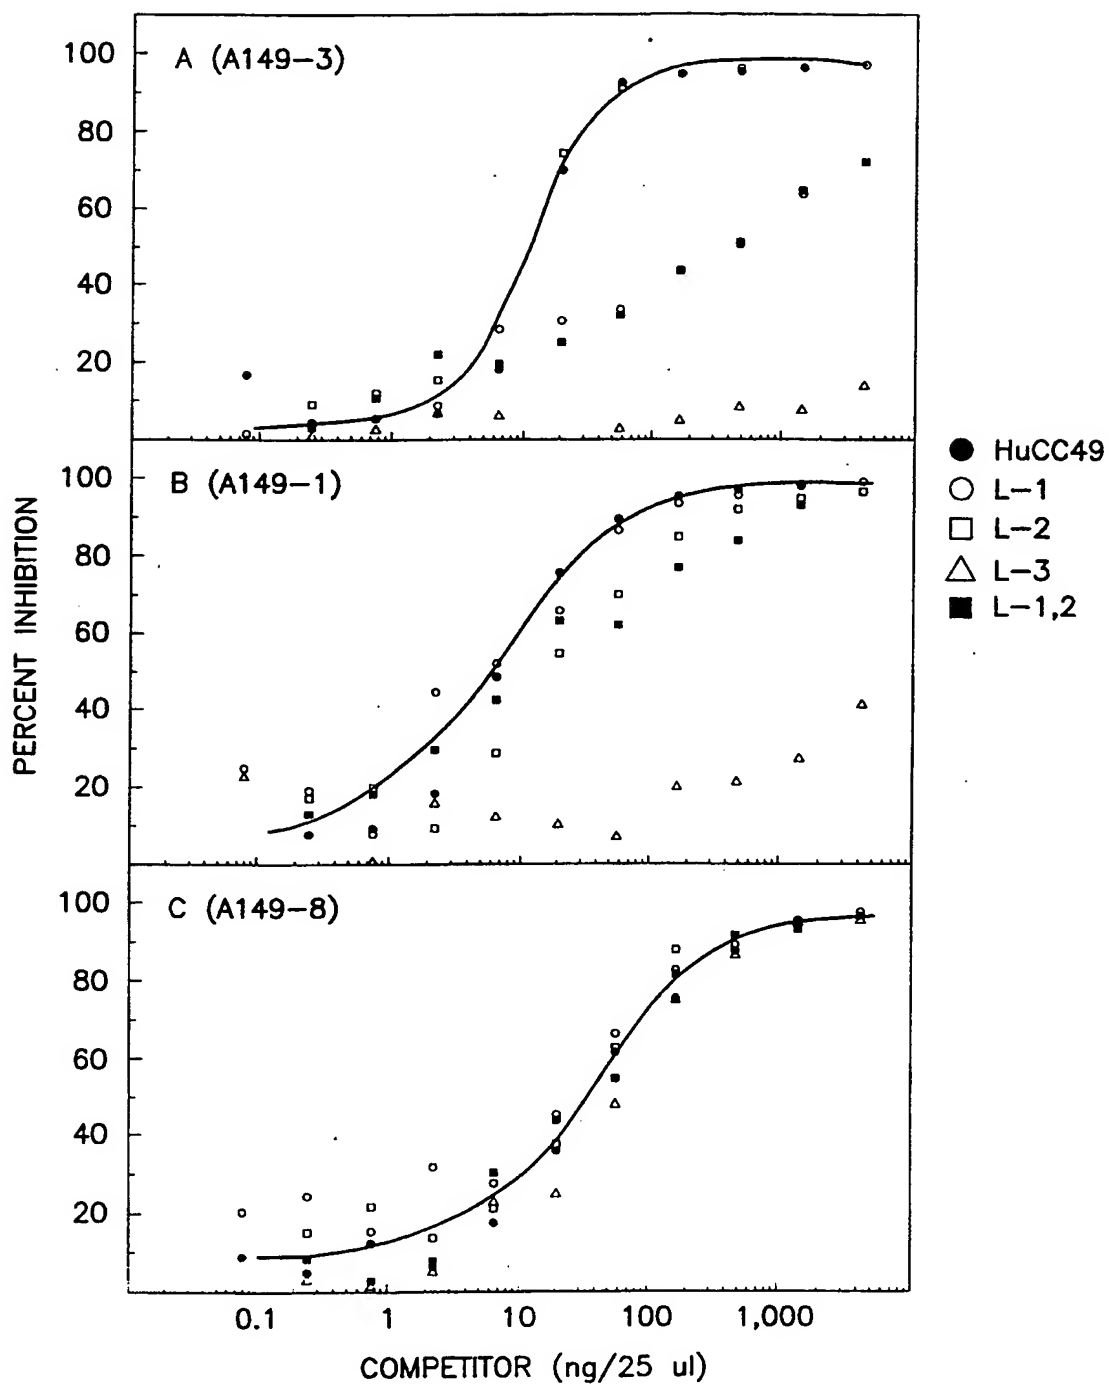 A (A149-3)
100
80
60
40
20
B (A149-1)
100
80
60
40
20
C (A149-8)
100
80
60
40
20
0.1 1 10 100 1,000
COMPETITOR (ng/25 ul)
PERCENT INHIBITION
HuCC49
L-1
L-2
L-3
L-1,2